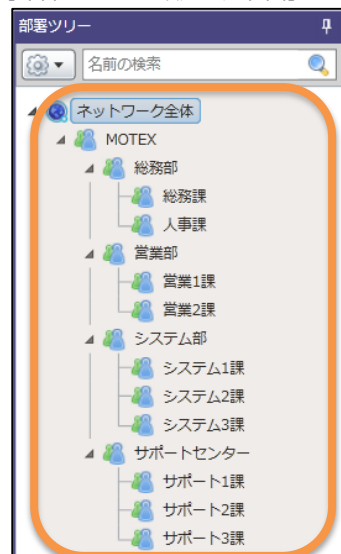 部署ツリー
名前の検索
ネットワーク全体
MOTEX
総務部
総務課
人事課
営業部
営業1課
営業2課
システム部
システム1課
システム2課
システム3課
サポートセンター
サポート1課
サポート2課
サポート3課